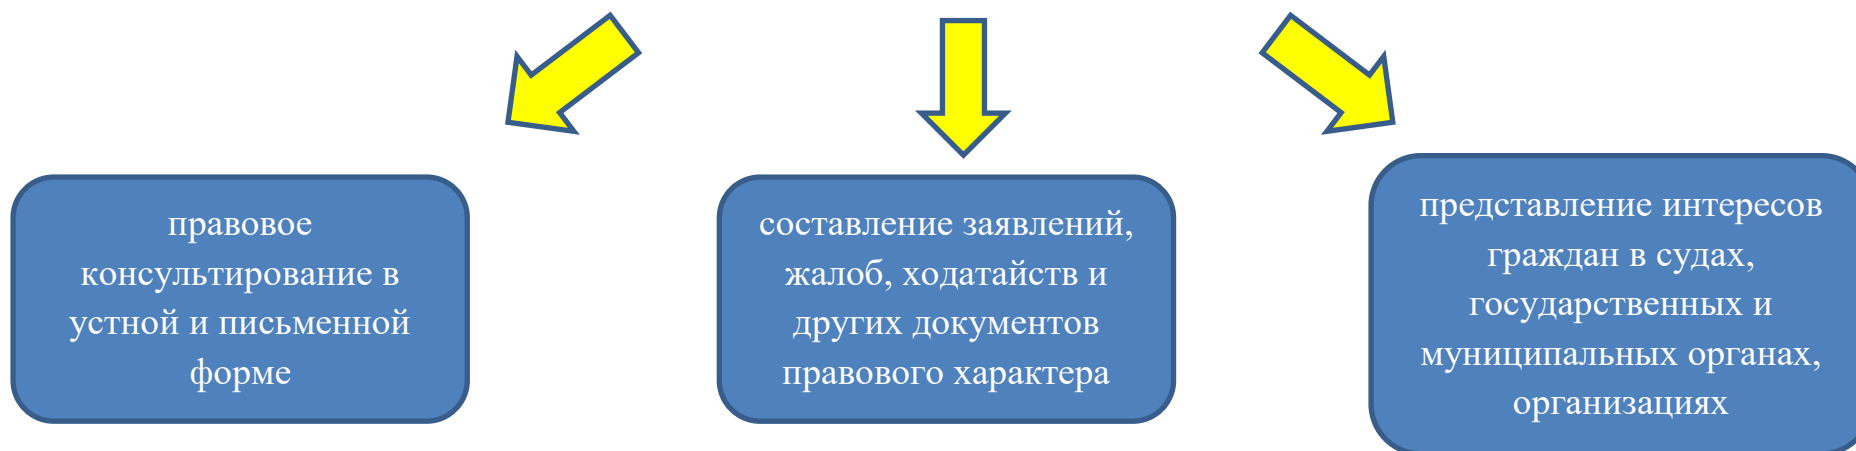 правовое
консультирование в
устной и письменной
форме
составление заявлений,
жалоб, ходатайств и
других документов
правового характера
представление интересов
граждан в судах,
государственных и
муниципальных органах,
организациях